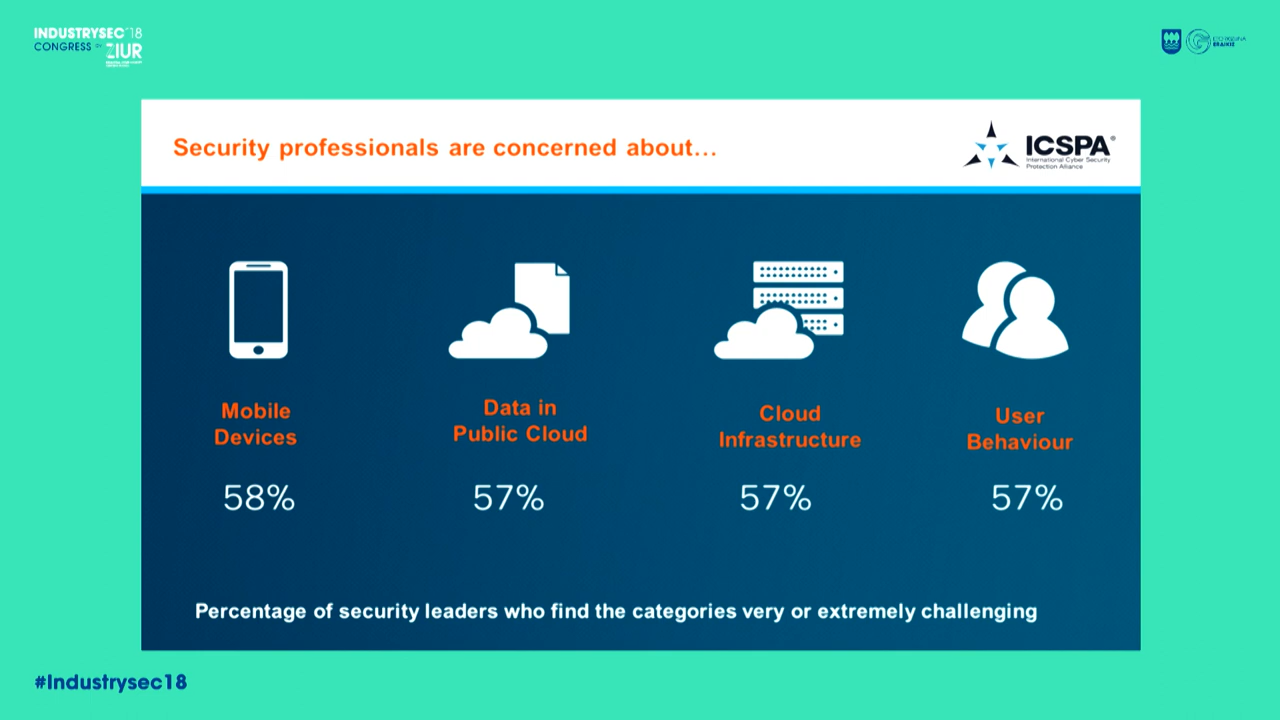 INDUSTRYSEC'18
CONGRESS BY ZIUR
Security professionals are concerned about...
ICSPA®
International Cyber Security
Protection Alliance
Mobile
Devices
Data in
Public Cloud
Cloud
Infrastructure
User
Behaviour
58%
57%
57%
57%
Percentage of security leaders who find the categories very or extremely challenging
#Industrysec18